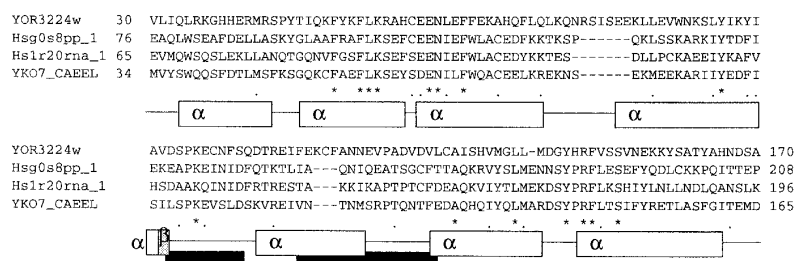 YOR3224w 30 VLIQLRKGHHERMRSPYTIQKFYKFLKRAHCEENLEFFEKAHQFLQLKQNRSISEEKLLEVWNKSLYIKYI
Hsg0s8pp_1 76 EAQLWSEAFDELLASKYGLAAFRAFLKSEFCEENIEFWLACEDFKKTKSP------QKLSSKARKIYTDFI
Hs1r20rna_1 65 EVMQWSQSLEKLLANQTGQNVFGSFLKSEFSEENIEFWLACEDYKKTES------DLLPCKAEEIYKAFV
YKO7_CAEEL 34 MVYSWQQSFDTLMSFKSGQKCFAEFLKSEYSDENILFWQACEELKREKNS------EKMEEKARIIYEDFI
. * *** ..** * . . . *.
α α α α
YOR3224w AVDSPKECNFSQDTREIFEKCFANNEVPADVDVLCAISHVMGLL-MDGYHRFVSSVNEKKYSATYAHNDSA 170
Hsg0s8pp_1 EKEAPKEINIDFQTKTLIA---QNIQEATSGCFTTAQKRVYSLMENNSYPRFLESEFYQDLCKKPQITTEP 208
Hs1r20rna_1 HSDAAKQINIDFRTRESTA---KKIKAPTPTCFDEAQKVIYTLMEKDSYPRFLKSHIYLNLLNDLQANSLK 196
YKO7_CAEEL SILSPKEVSLDSKVREIVN---TNMSRPTQNTFEDAQHQIYQLMARDSYPRFLTSIFYRETLASFGITEMD 165
. * . . . * * * ** * .
α β α α α